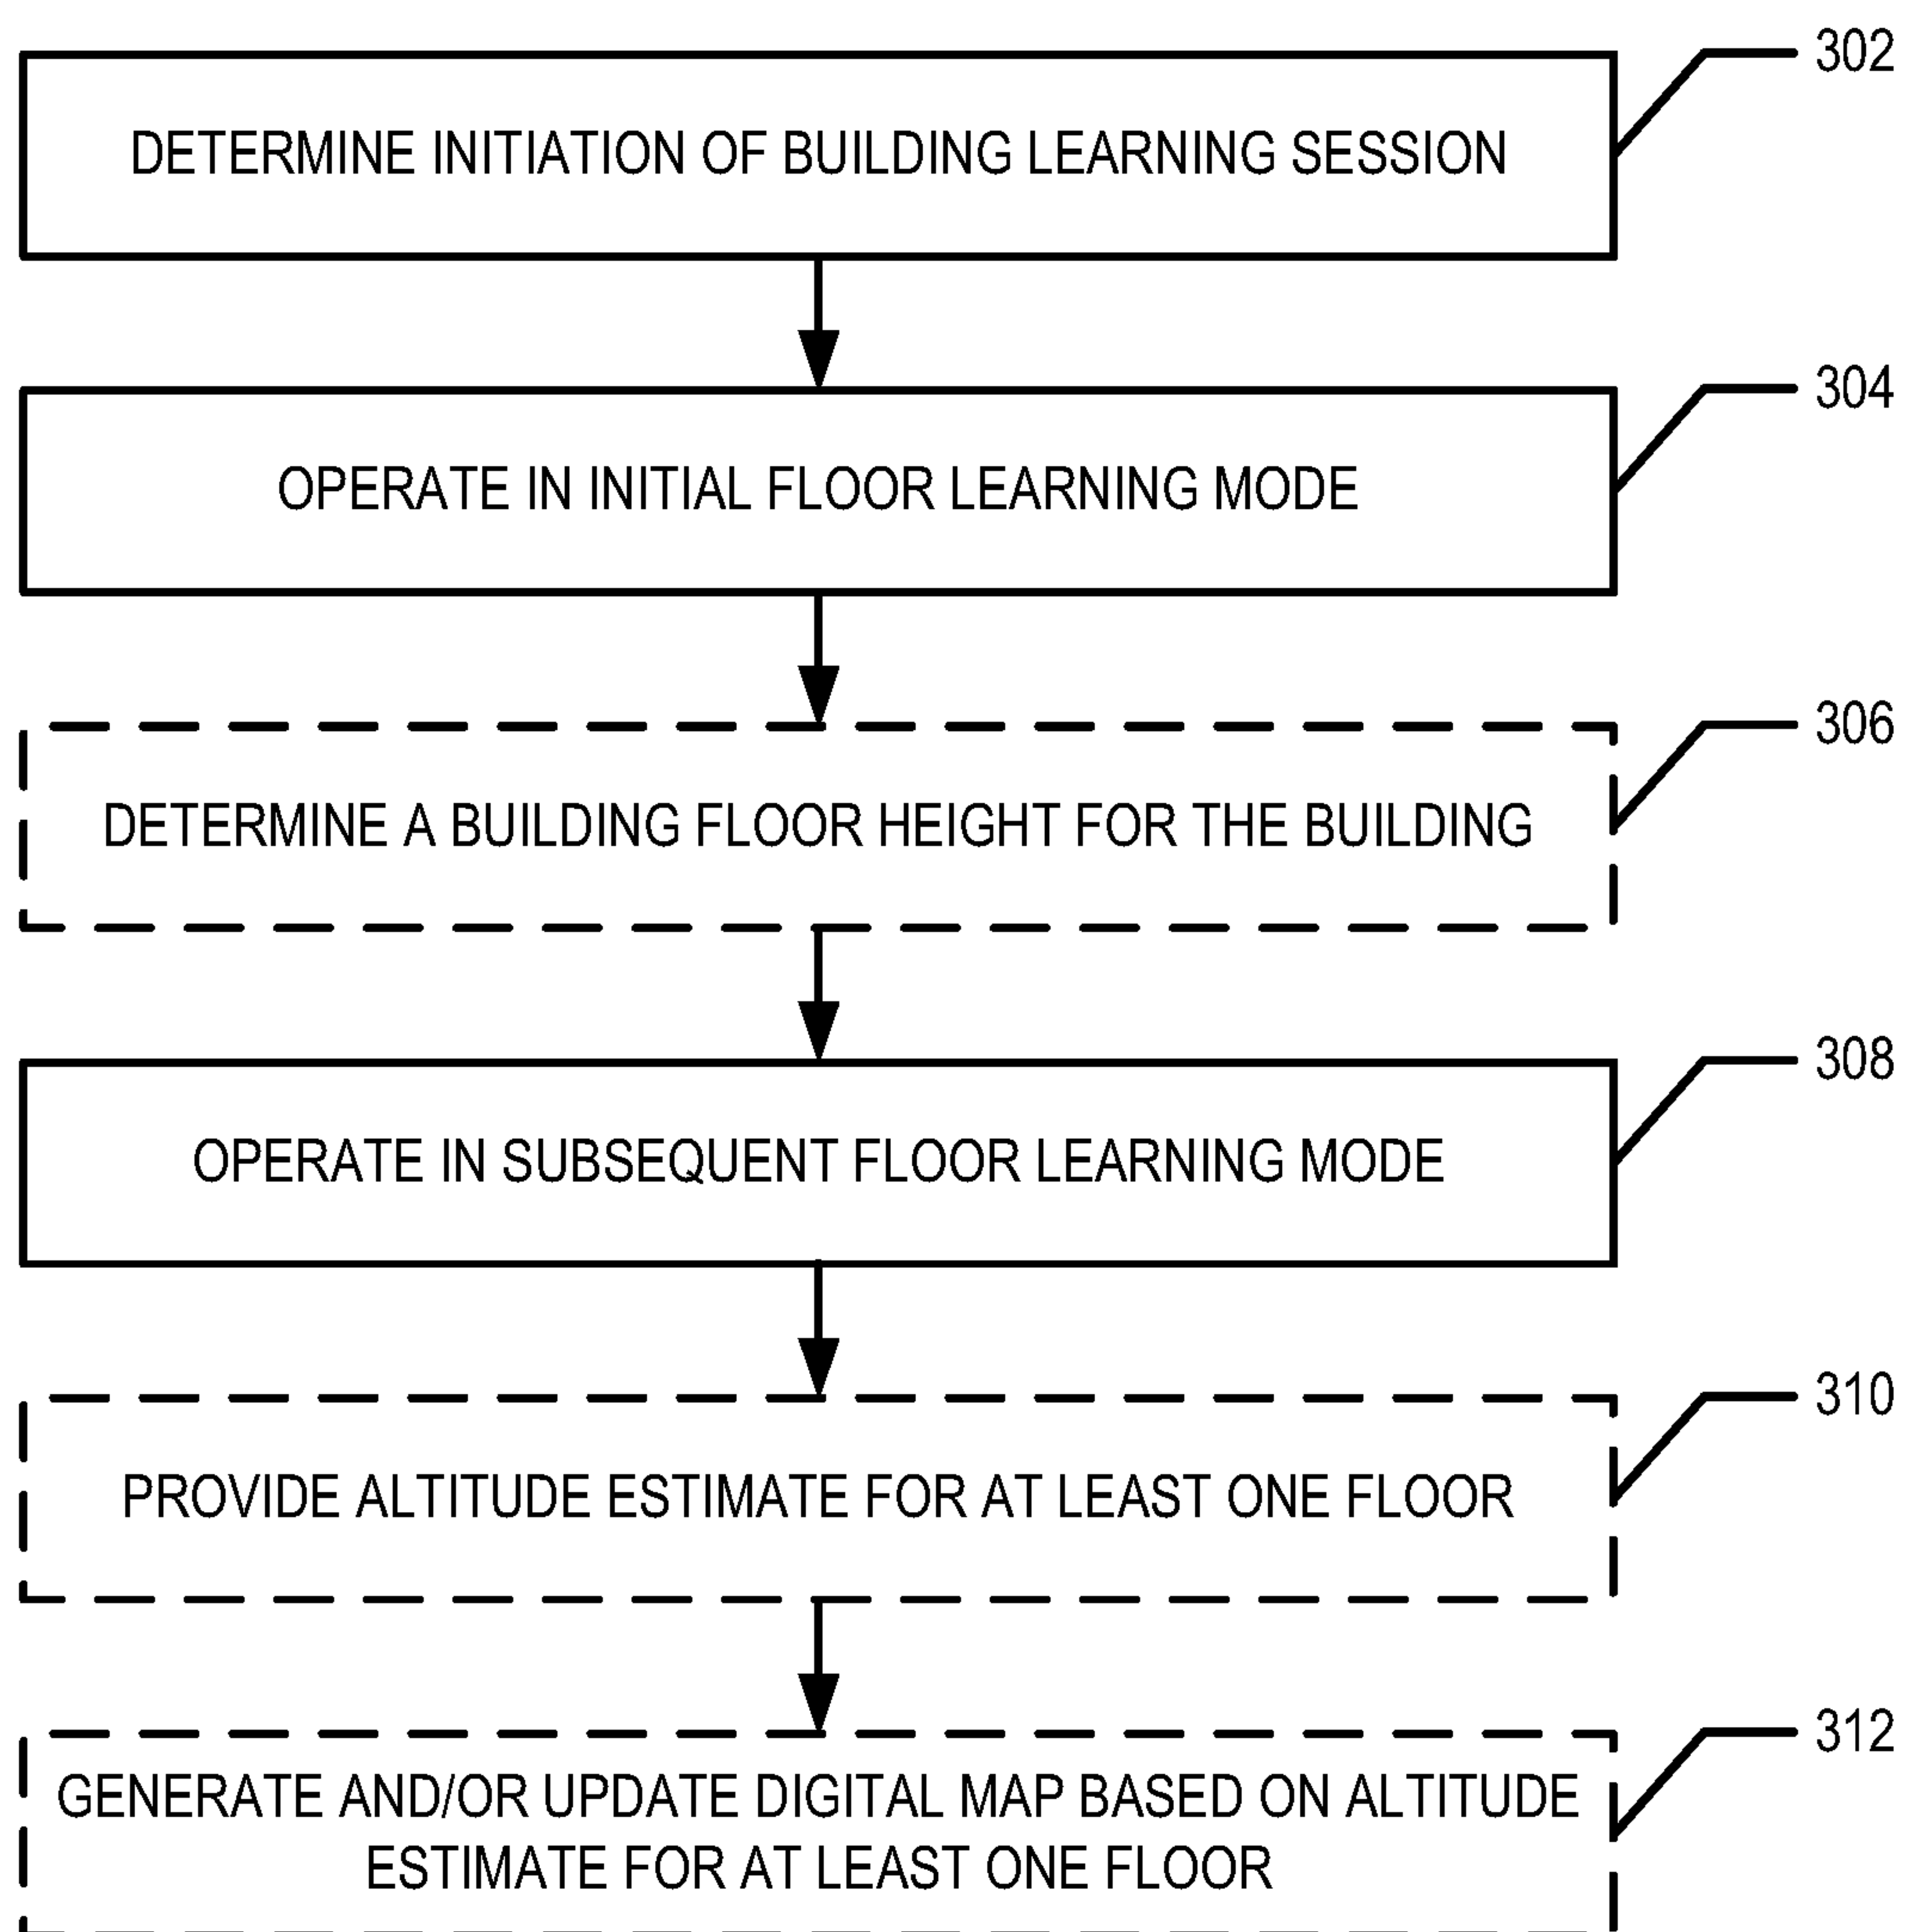 302
DETERMINE INITIATION OF BUILDING LEARNING SESSION
304
OPERATE IN INITIAL FLOOR LEARNING MODE
306
DETERMINE A BUILDING FLOOR HEIGHT FOR THE BUILDING
308
OPERATE IN SUBSEQUENT FLOOR LEARNING MODE
310
PROVIDE ALTITUDE ESTIMATE FOR AT LEAST ONE FLOOR
312
GENERATE AND/OR UPDATE DIGITAL MAP BASED ON ALTITUDE
ESTIMATE FOR AT LEAST ONE FLOOR